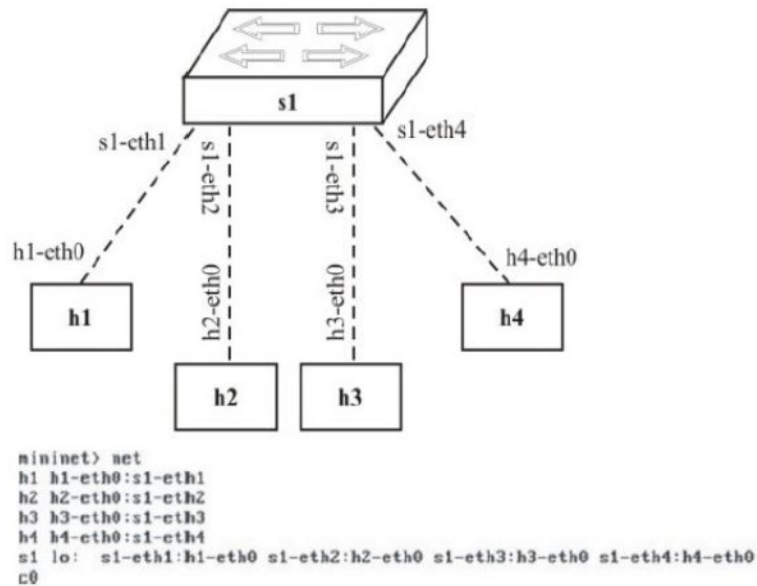 s1
s1-eth1
s1-eth2
s1-eth3
s1-eth4
h1-eth0
h2-eth0
h3-eth0
h4-eth0
h1
h4
h2
h3
mininet> net
h1 h1-eth0:s1-eth1
h2 h2-eth0:s1-eth2
h3 h3-eth0:s1-eth3
h4 h4-eth0:s1-eth4
s1 lo:  s1-eth1:h1-eth0 s1-eth2:h2-eth0 s1-eth3:h3-eth0 s1-eth4:h4-eth0
c0